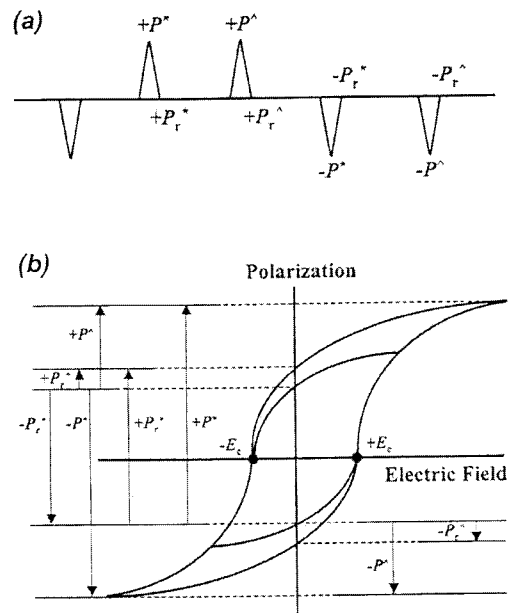 (a)
+P* +P^
-Pr* -Pr^
+Pr* +Pr^
-P* -P^
(b)
Polarization
+P^
+Pr^
-Pr* -P* +Pr* +P*
-Ec +Ec
Electric Field
-Pr^
-P^